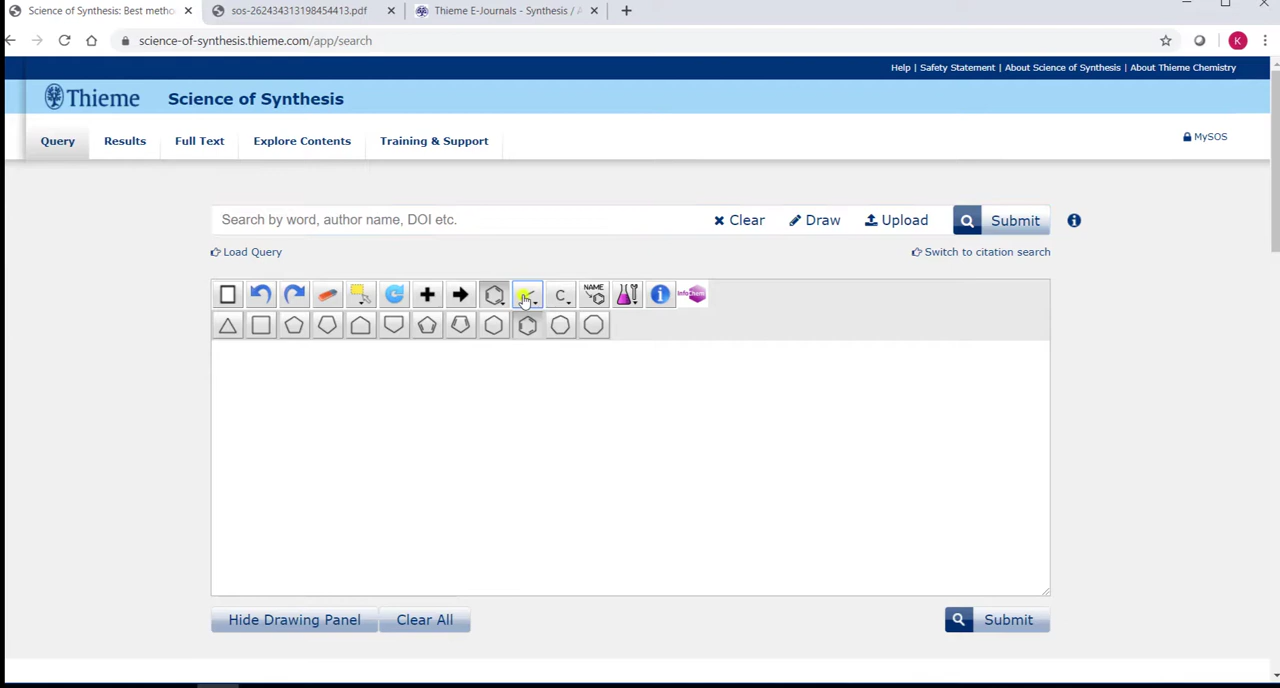 Science of Synthesis: Best metho
sos-262434313198454413.pdf
Thieme E-Journals - Synthesis /
science-of-synthesis.thieme.com/app/search
K
Help | Safety Statement | About Science of Synthesis | About Thieme Chemistry
Thieme Science of Synthesis
Query Results Full Text Explore Contents Training & Support
MySOS
Search by word, author name, DOI etc. Clear Draw Upload Submit
Load Query Switch to citation search
C NAME InfoChem
Hide Drawing Panel Clear All Submit